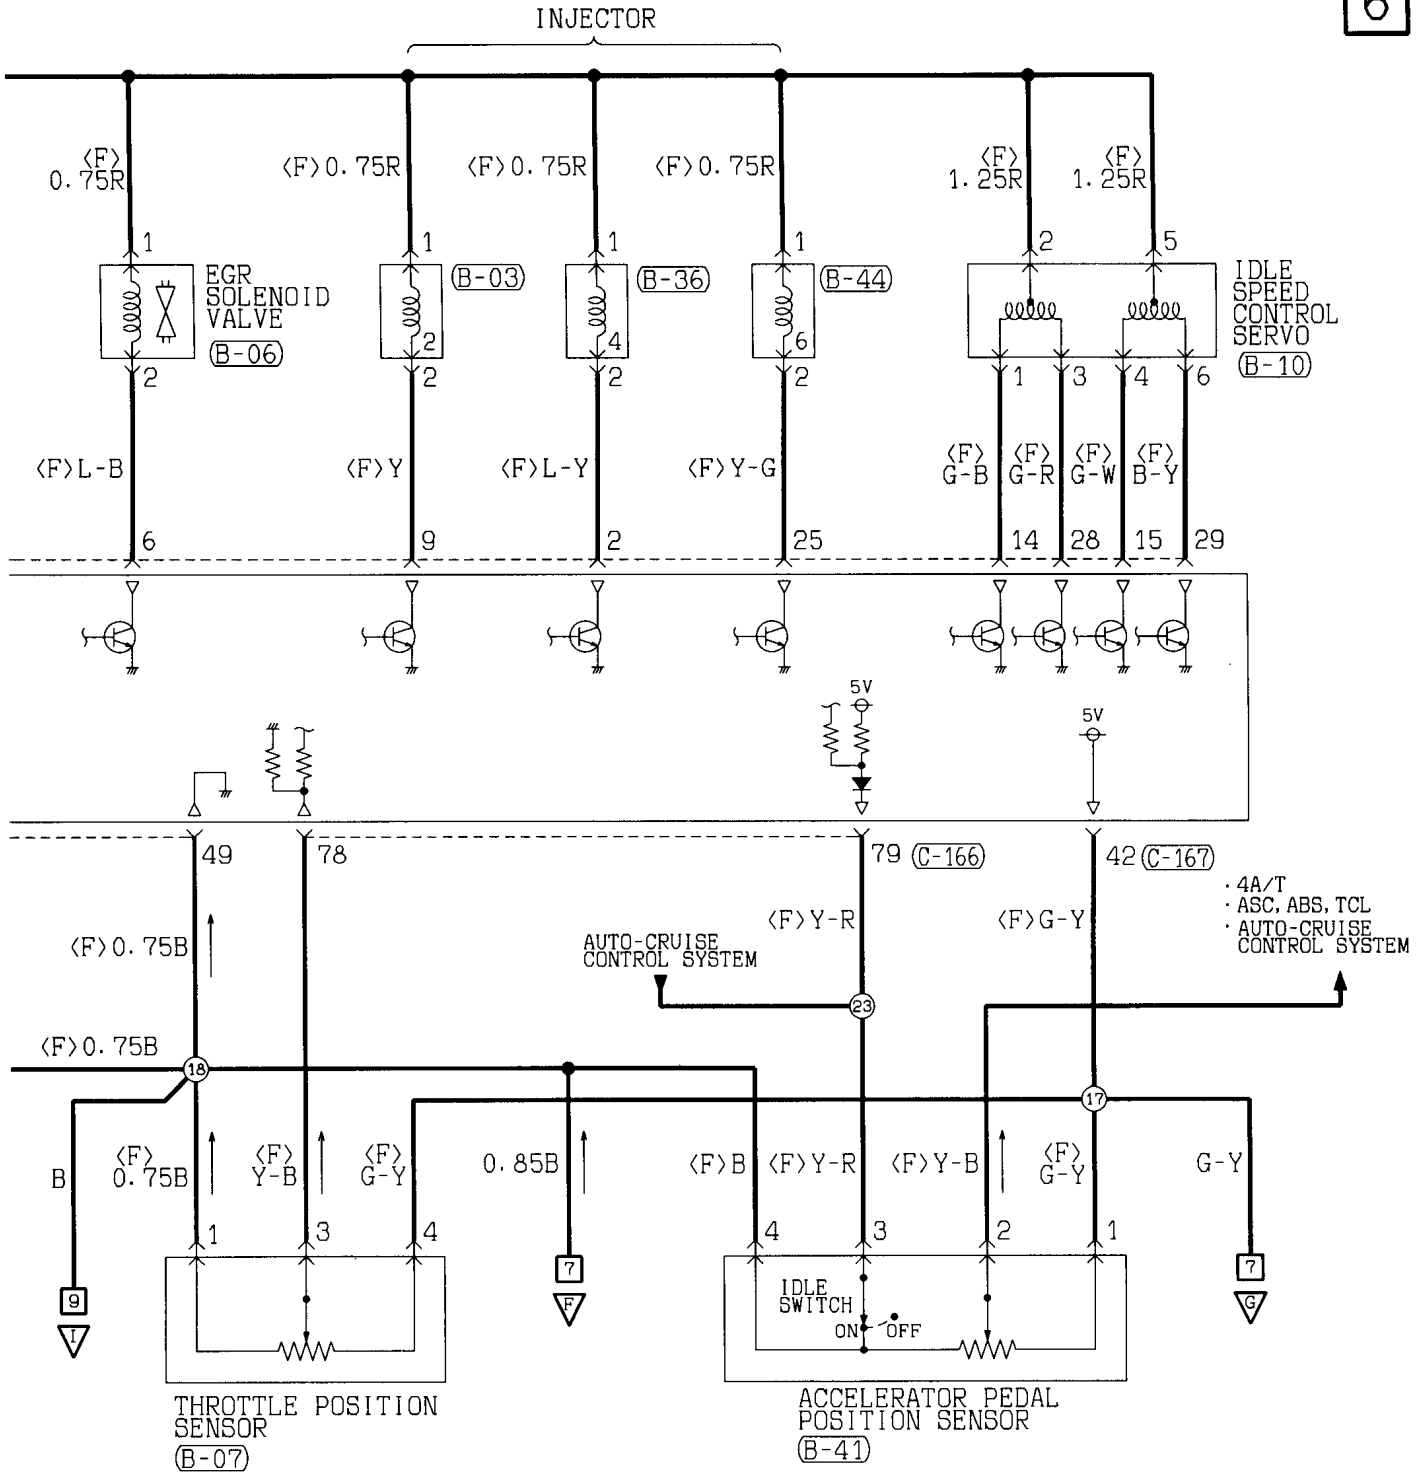 6
INJECTOR
<F>
0.75R
<F>0.75R
<F>0.75R
<F>0.75R
<F>
1.25R
<F>
1.25R
1
1
1
1
2
5
EGR
SOLENOID
VALVE
(B-06)
(B-03)
(B-36)
(B-44)
IDLE
SPEED
CONTROL
SERVO
(B-10)
2
4
6
2
2
2
2
1
3
4
6
<F>L-B
<F>Y
<F>L-Y
<F>Y-G
<F>
G-B
<F>
G-R
<F>
G-W
<F>
B-Y
6
9
2
25
14
28
15
29
5V
5V
49
78
79 (C-166)
42 (C-167)
· 4A/T
· ASC, ABS, TCL
· AUTO-CRUISE
CONTROL SYSTEM
<F>0.75B
AUTO-CRUISE
CONTROL SYSTEM
<F>Y-R
<F>G-Y
23
<F>0.75B
18
17
B
<F>
0.75B
<F>
Y-B
<F>
G-Y
0.85B
<F>B
<F>Y-R
<F>Y-B
<F>
G-Y
G-Y
1
3
4
4
3
2
1
9
I
7
F
IDLE
SWITCH
ON
OFF
7
G
THROTTLE POSITION
SENSOR
(B-07)
ACCELERATOR PEDAL
POSITION SENSOR
(B-41)